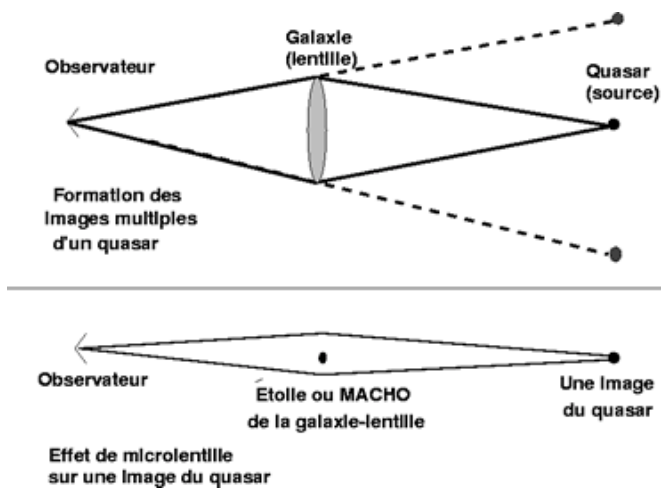 Observateur
Galaxie
(lentille)
Quasar
(source)
Formation des
Images multiples
d'un quasar
Observateur
Etoile ou MACHO
de la galaxie-lentille
Une Image
du quasar
Effet de microlentille
sur une Image du quasar